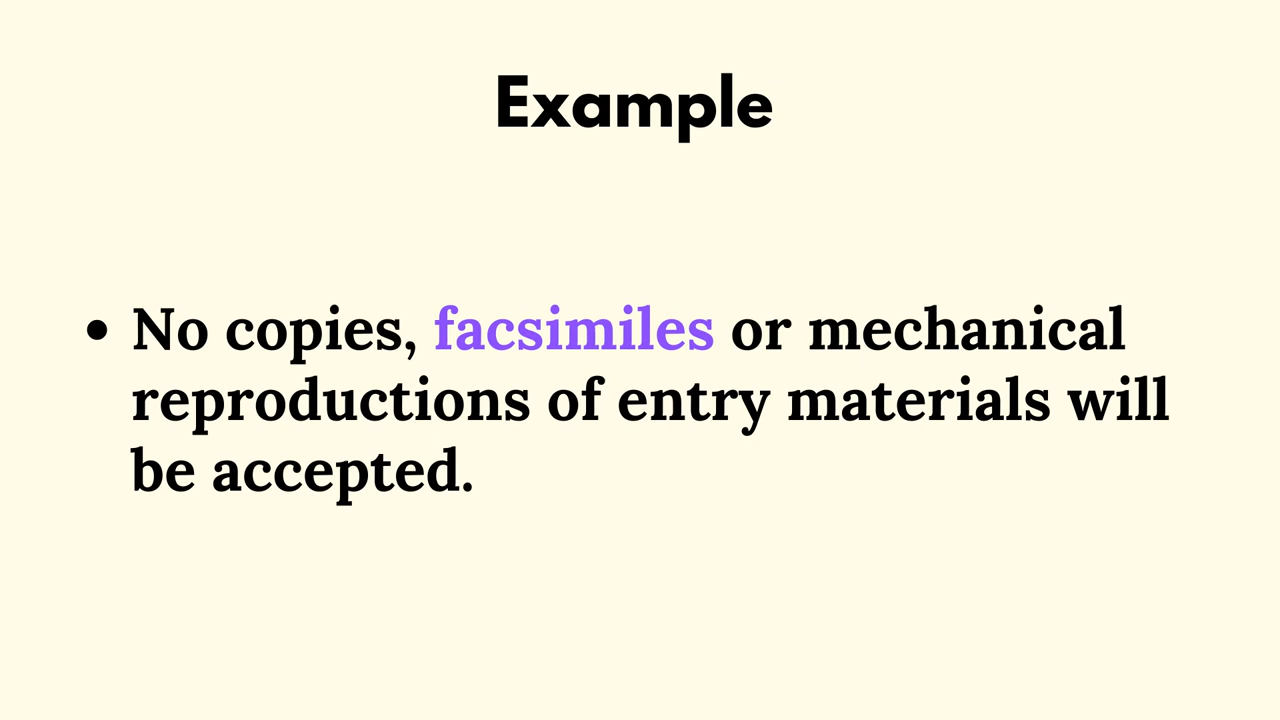 Example
• No copies, facsimiles or mechanical
reproductions of entry materials will
be accepted.